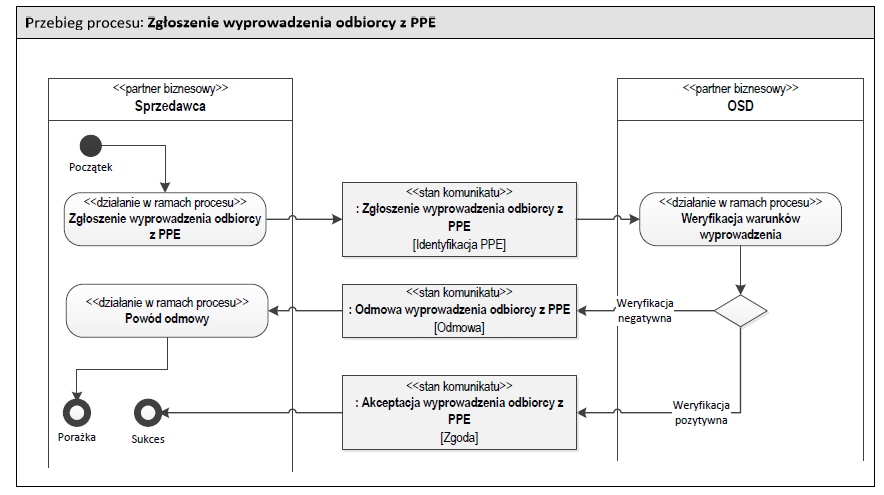 Przebieg procesu: Zgłoszenie wyprowadzenia odbiorcy z PPE
<<partner biznesowy>>
Sprzedawca
<<partner biznesowy>>
OSD
Początek
<<działanie w ramach procesu>>
Zgłoszenie wyprowadzenia odbiorcy
z PPE
<<stan komunikatu>>
: Zgłoszenie wyprowadzenia odbiorcy z
PPE
[Identyfikacja PPE]
<<działanie w ramach procesu>>
Weryfikacja warunków
wyprowadzenia
<<działanie w ramach procesu>>
Powód odmowy
<<stan komunikatu>>
: Odmowa wyprowadzenia odbiorcy z PPE
[Odmowa]
Weryfikacja
negatywna
<<stan komunikatu>>
: Akceptacja wyprowadzenia odbiorcy z
PPE
[Zgoda]
Weryfikacja
pozytywna
Porażka
Sukces